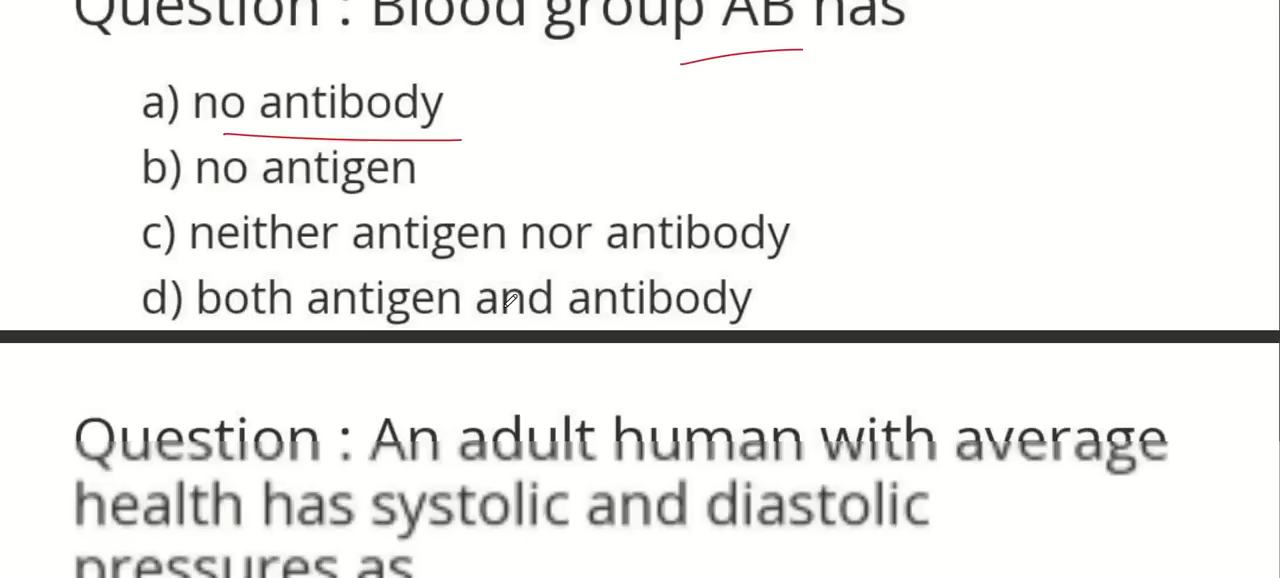 Question : Blood group AB has
a) no antibody
b) no antigen
c) neither antigen nor antibody
d) both antigen and antibody
Question : An adult human with average
health has systolic and diastolic
pressures as